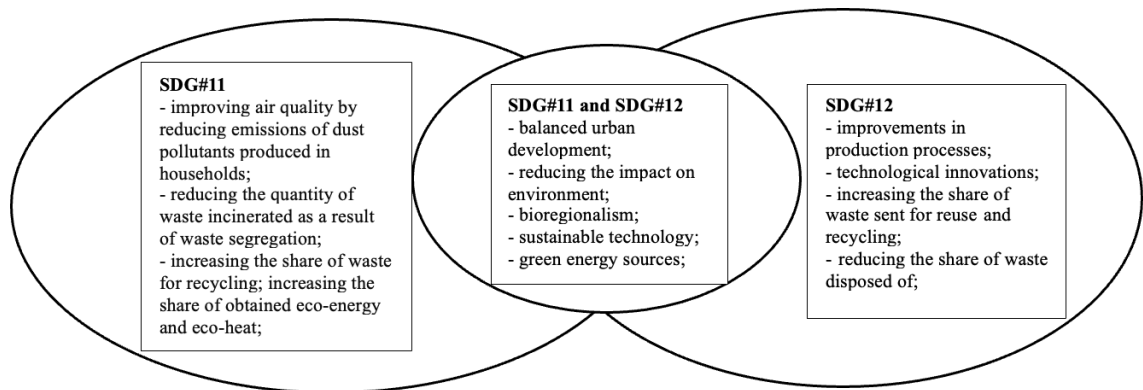 SDG#11
- improving air quality by
reducing emissions of dust
pollutants produced in
households;
- reducing the quantity of
waste incinerated as a result
of waste segregation;
- increasing the share of waste
for recycling; increasing the
share of obtained eco-energy
and eco-heat;
SDG#11 and SDG#12
- balanced urban
development;
- reducing the impact on
environment;
- bioregionalism;
- sustainable technology;
- green energy sources;
SDG#12
- improvements in
production processes;
- technological innovations;
- increasing the share of
waste sent for reuse and
recycling;
- reducing the share of waste
disposed of;